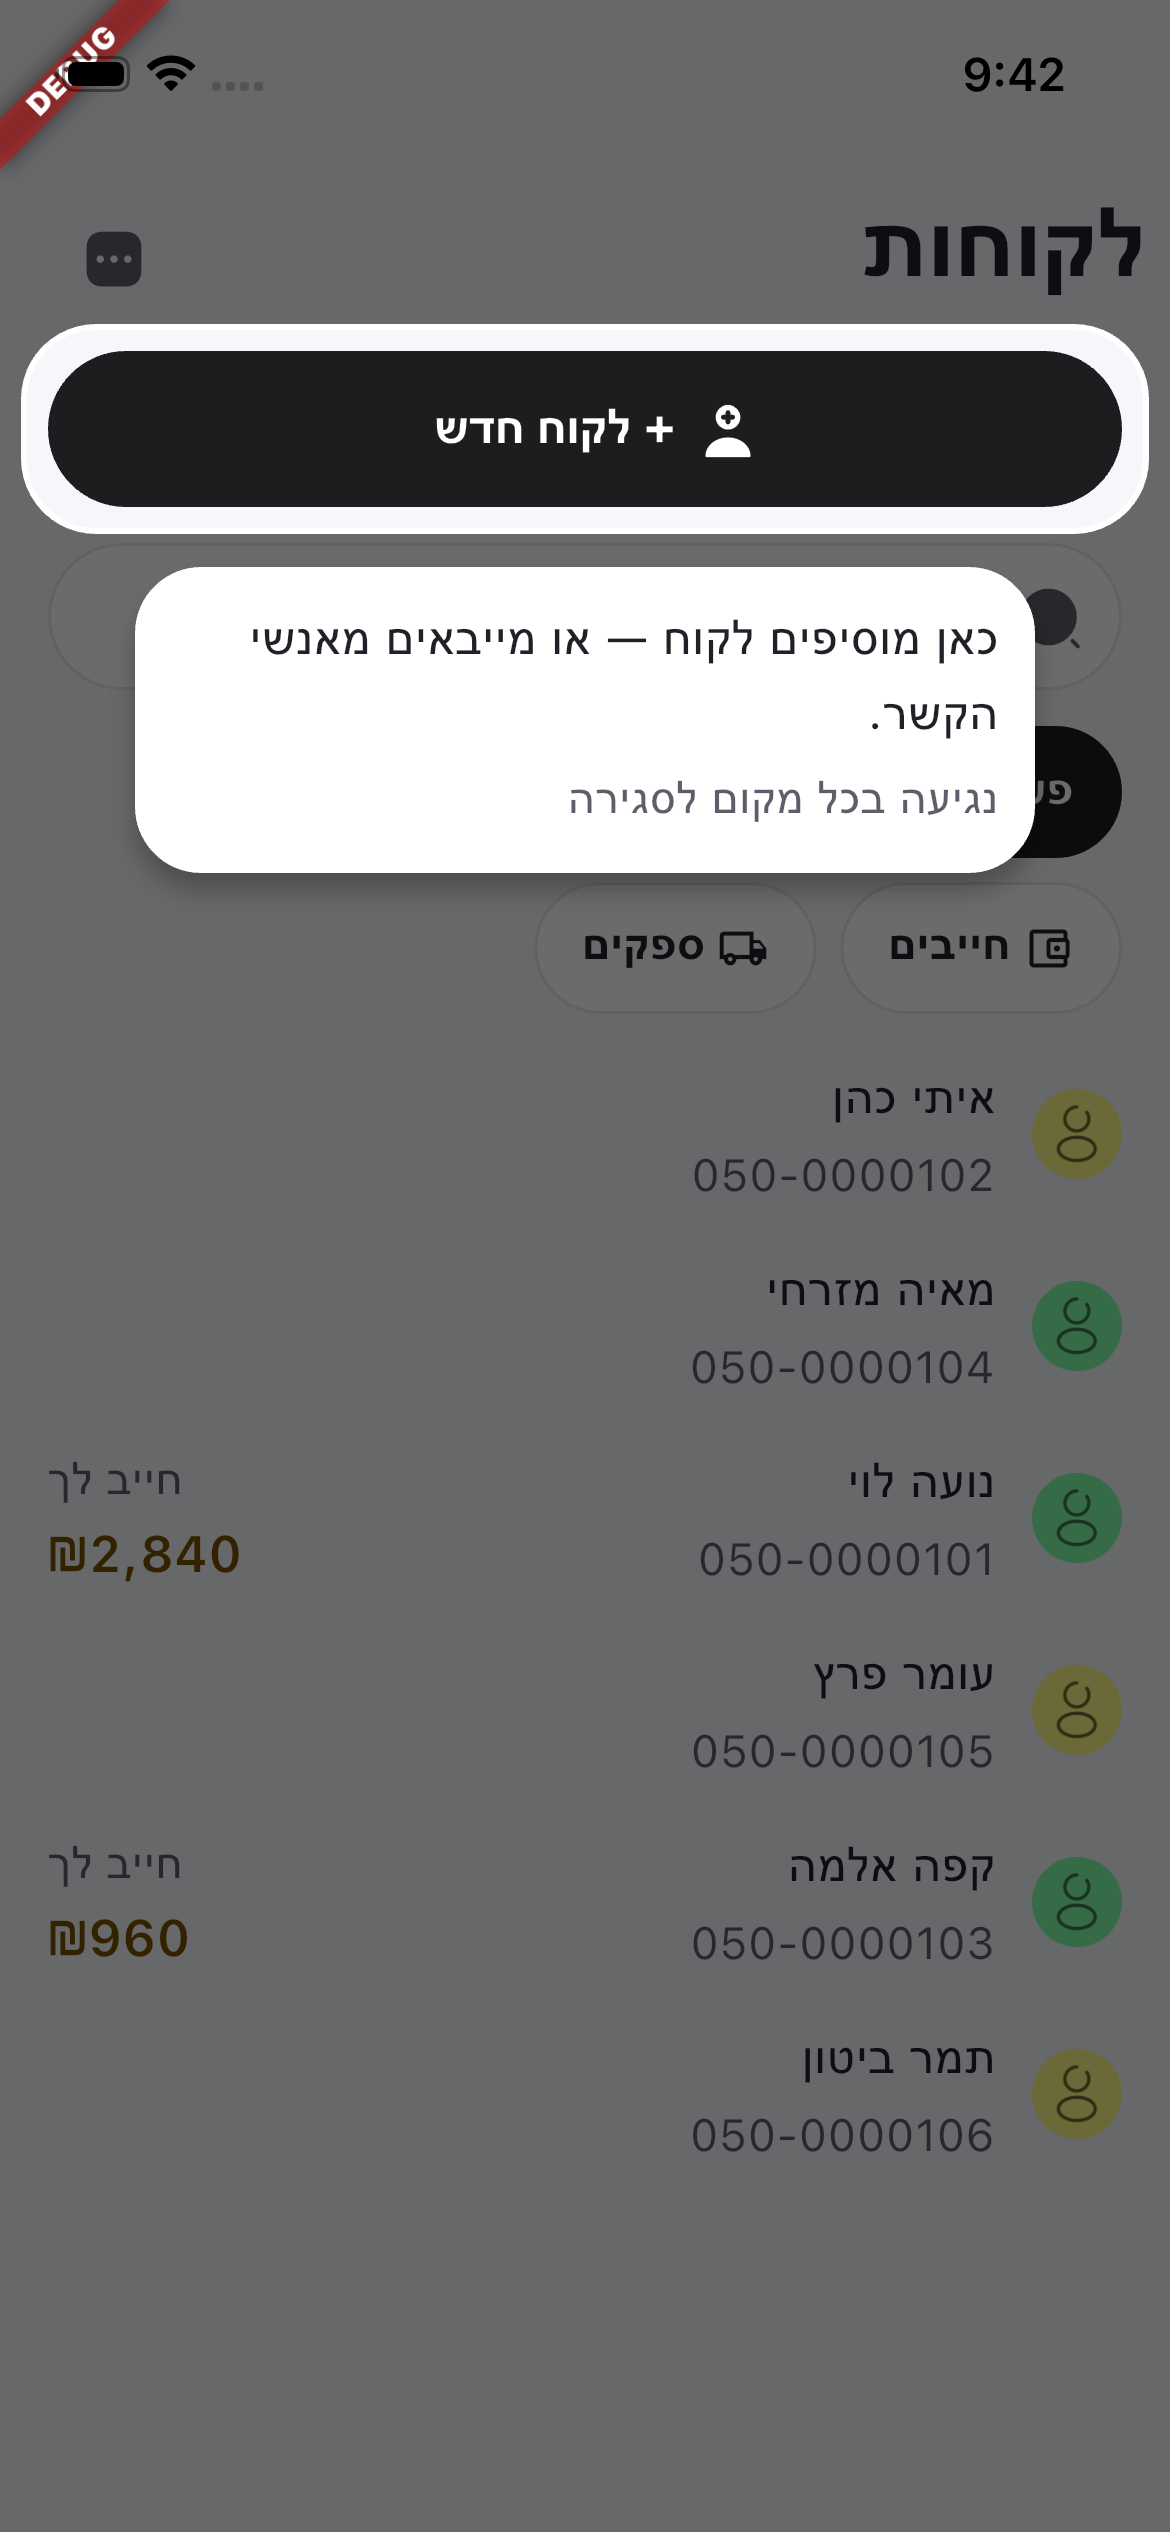 DEBUG
9:42
לקוחות
+ לקוח חדש
כאן מוסיפים לקוח — או מייבאים מאנשי
הקשר.
נגיעה בכל מקום לסגירה
חייבים
ספקים
איתי כהן
050-0000102
מאיה מזרחי
050-0000104
נועה לוי
חייב לך
050-0000101
₪2,840
עומר פרץ
050-0000105
קפה אלמה
חייב לך
050-0000103
₪960
תמר ביטון
050-0000106